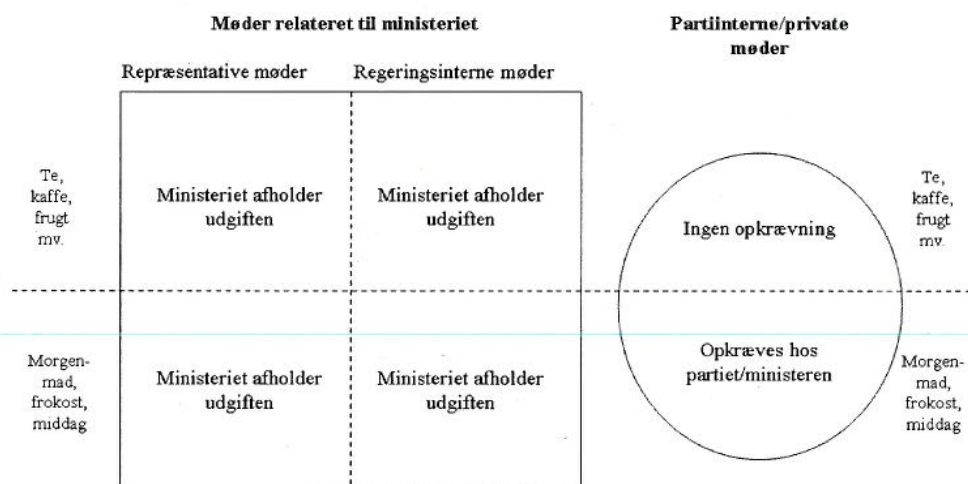 Møder relateret til ministeriet
Partiinterne/private
møder
Repræsentative møder
Regeringsinterne møder
Te,
kaffe,
frugt
mv.
Ministeriet afholder
udgiften
Ministeriet afholder
udgiften
Ingen opkrævning
Te,
kaffe,
frugt
mv.
Morgen-
mad,
frokost,
middag
Ministeriet afholder
udgiften
Ministeriet afholder
udgiften
Opkræves hos
partiet/ministeren
Morgen-
mad,
frokost,
middag